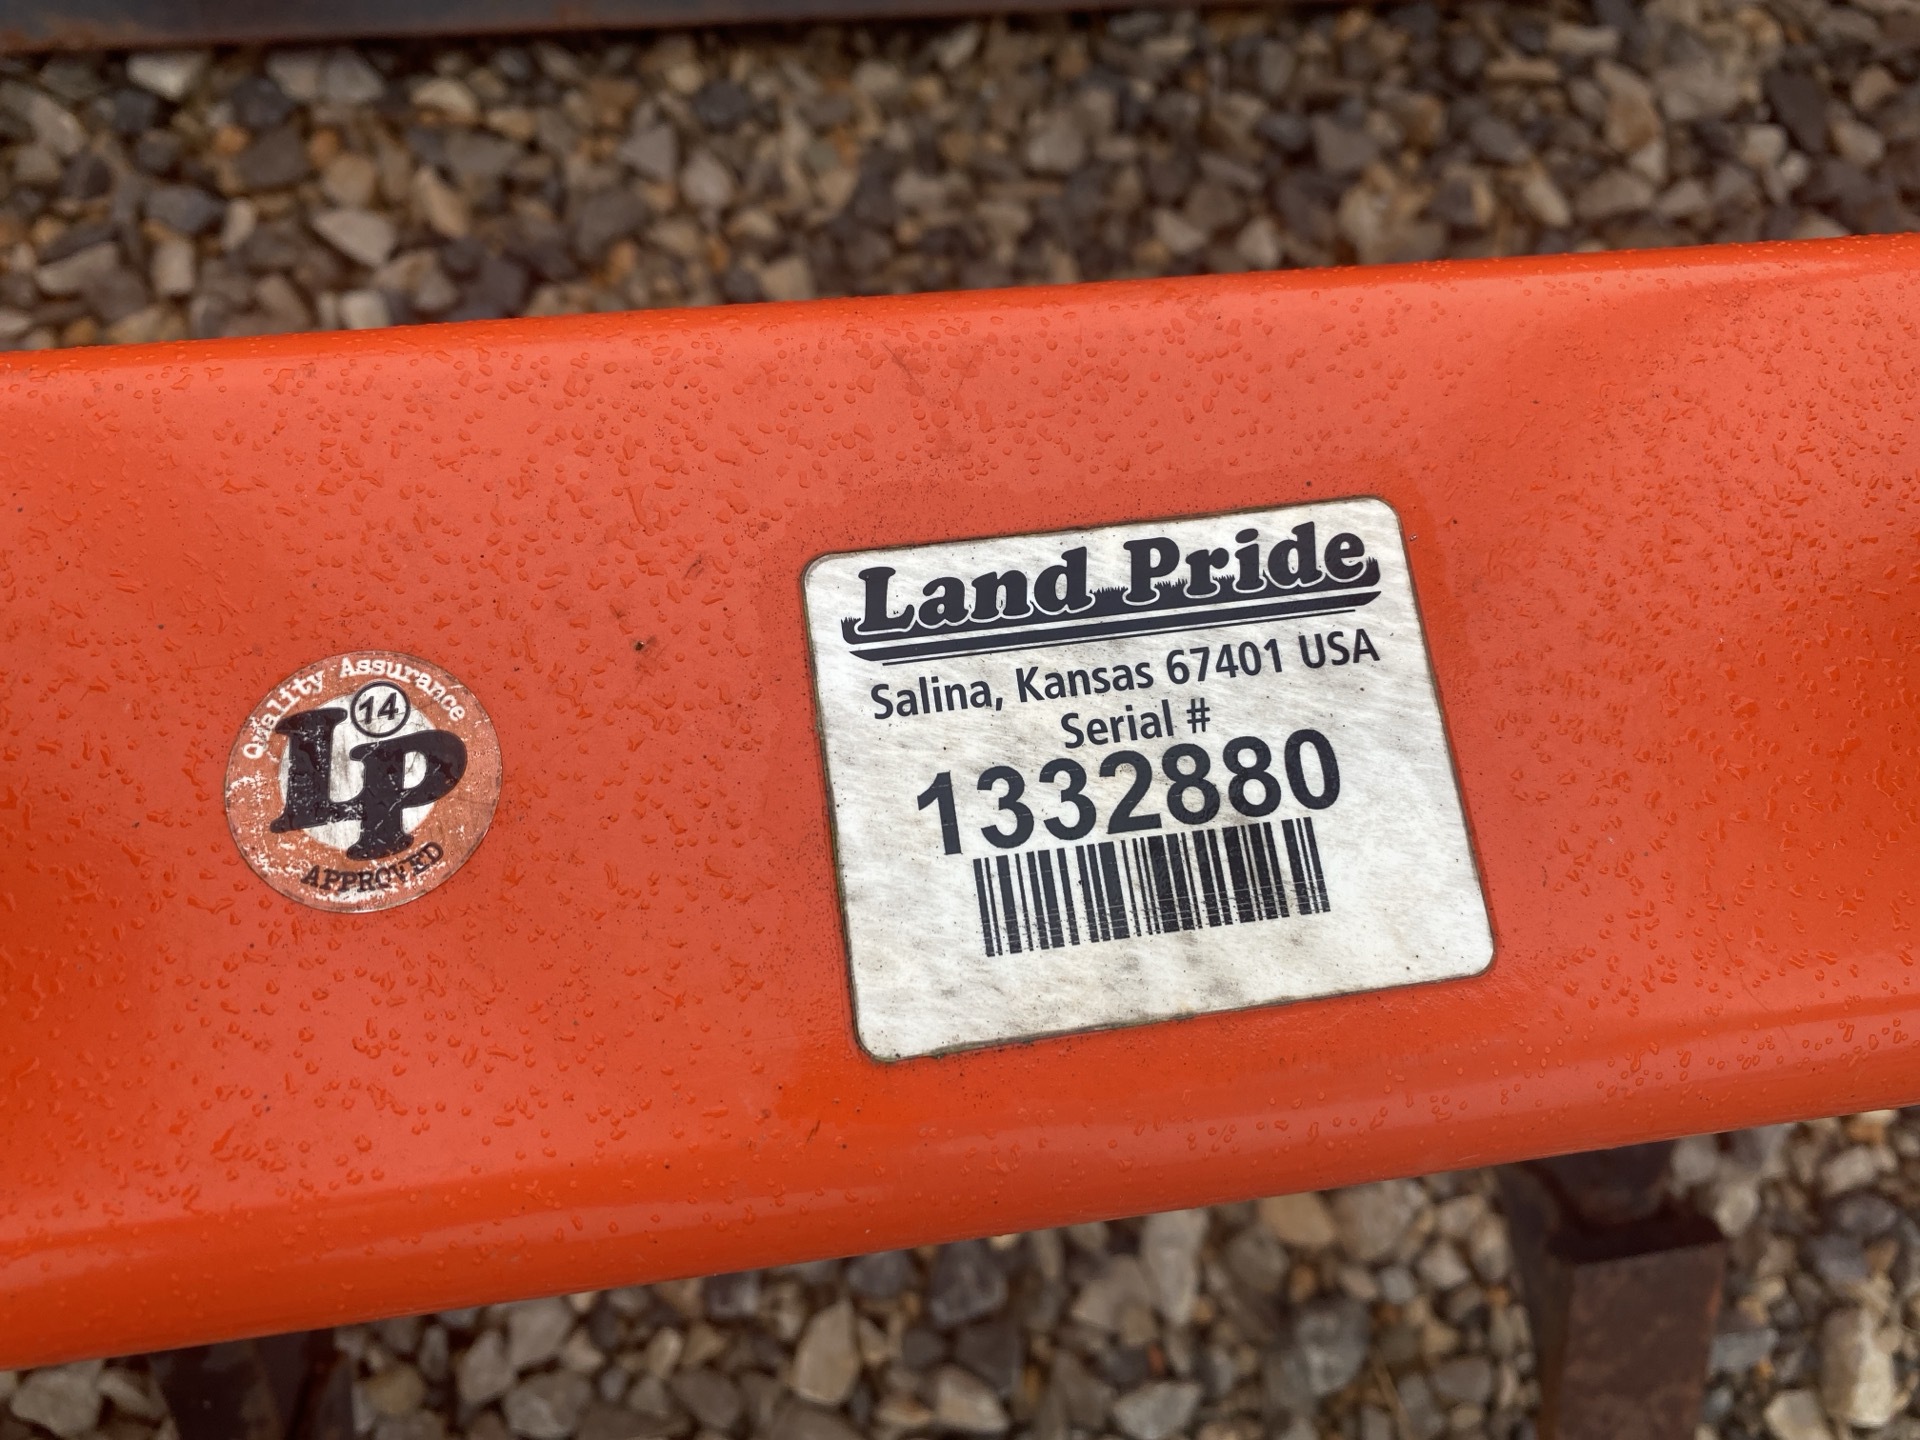 Quality Assurance
14
LP
APPROVED
Land Pride
Salina, Kansas 67401 USA
Serial #
1332880